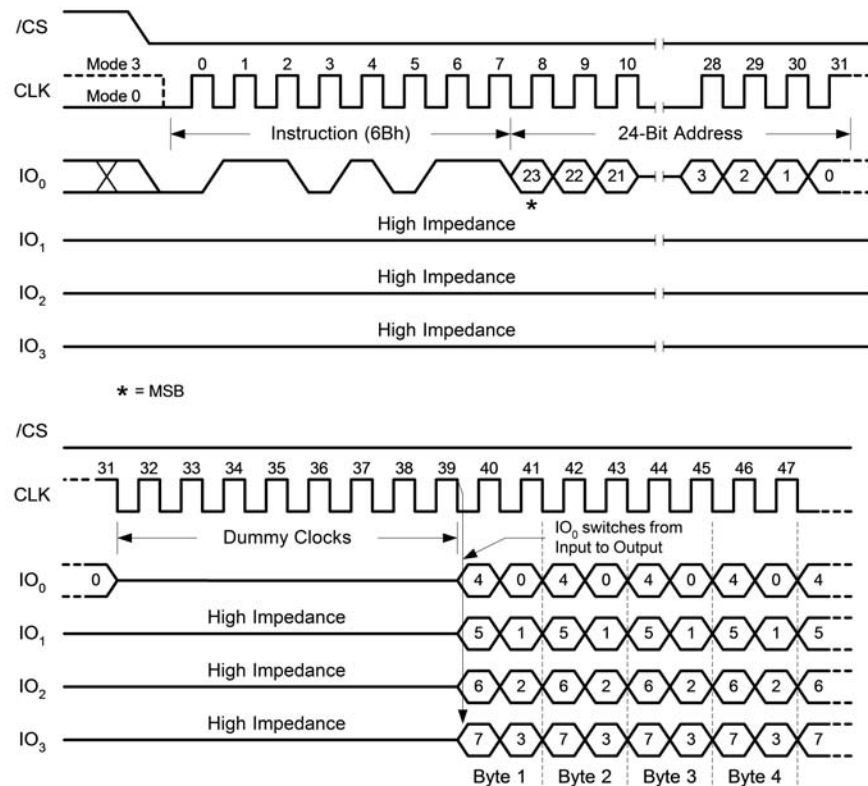 /CS
Mode 3 0 1 2 3 4 5 6 7 8 9 10 28 29 30 31
CLK
Mode 0
Instruction (6Bh) 24-Bit Address
IO0 23 22 21 3 2 1 0
*
High Impedance
IO1
High Impedance
IO2
High Impedance
IO3
* = MSB
/CS
31 32 33 34 35 36 37 38 39 40 41 42 43 44 45 46 47
CLK
Dummy Clocks
IO0 switches from
Input to Output
IO0 0 4 0 4 0 4 0 4 0 4
High Impedance
IO1 5 1 5 1 5 1 5 1 5
High Impedance
IO2 6 2 6 2 6 2 6 2 6
High Impedance
IO3 7 3 7 3 7 3 7 3 7
Byte 1 Byte 2 Byte 3 Byte 4